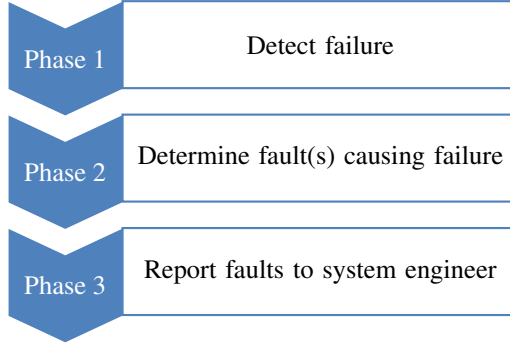 Phase 1
Detect failure
Phase 2
Determine fault(s) causing failure
Phase 3
Report faults to system engineer